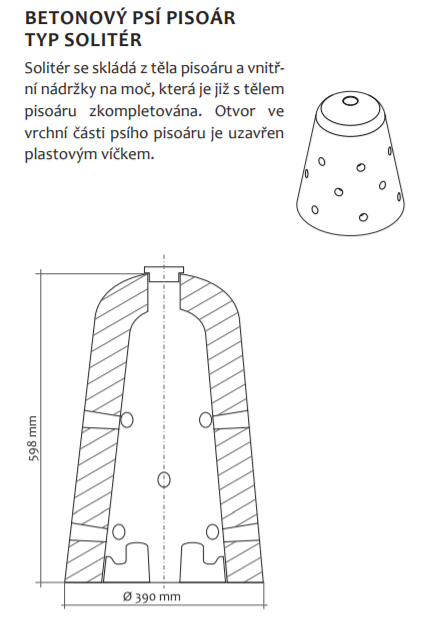 BETONOVÝ PSÍ PISOÁR
TYP SOLITÉR
Solitér se skládá z těla pisoáru a vnitř-
ní nádržky na moč, která je již s tělem
pisoáru zkompletována. Otvor ve
vrchní části psího pisoáru je uzavřen
plastovým víčkem.
598 mm
Ø 390 mm